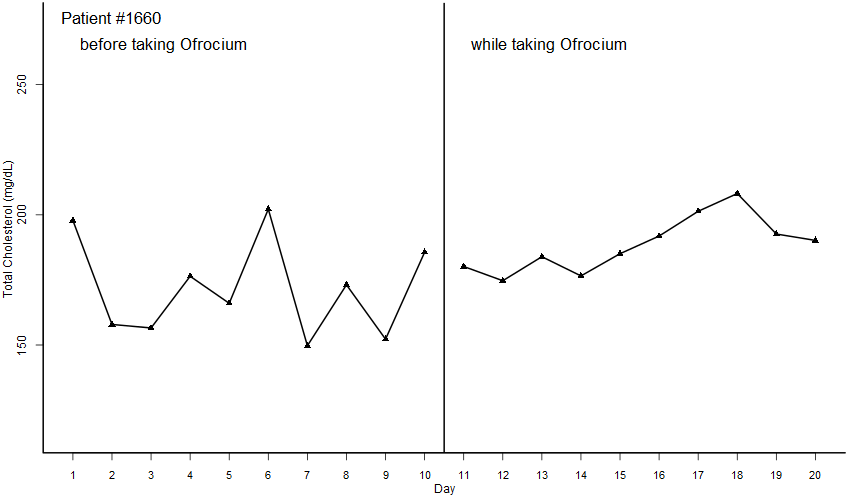 Patient #1660
before taking Ofrocium
while taking Ofrocium
Total Cholesterol (mg/dL)
250
200
150
1 2 3 4 5 6 7 8 9 10 11 12 13 14 15 16 17 18 19 20
Day